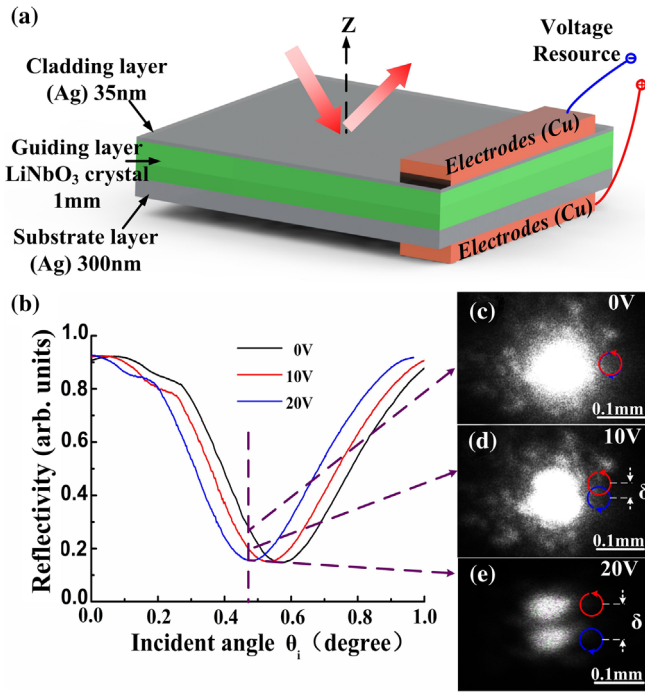 (a)
Z
Voltage
Resource
Cladding layer
(Ag) 35nm
Electrodes (Cu)
Guiding layer
LiNbO₃ crystal
1mm
Substrate layer
(Ag) 300nm
Electrodes (Cu)
(b)
Reflectivity (arb. units)
1.0
0.8
0.6
0.4
0.2
0.0
0V
10V
20V
0.0
0.2
0.4
0.6
0.8
1.0
Incident angle θᵢ (degree)
(c)
0V
0.1mm
(d)
10V
δ
0.1mm
(e)
20V
δ
0.1mm